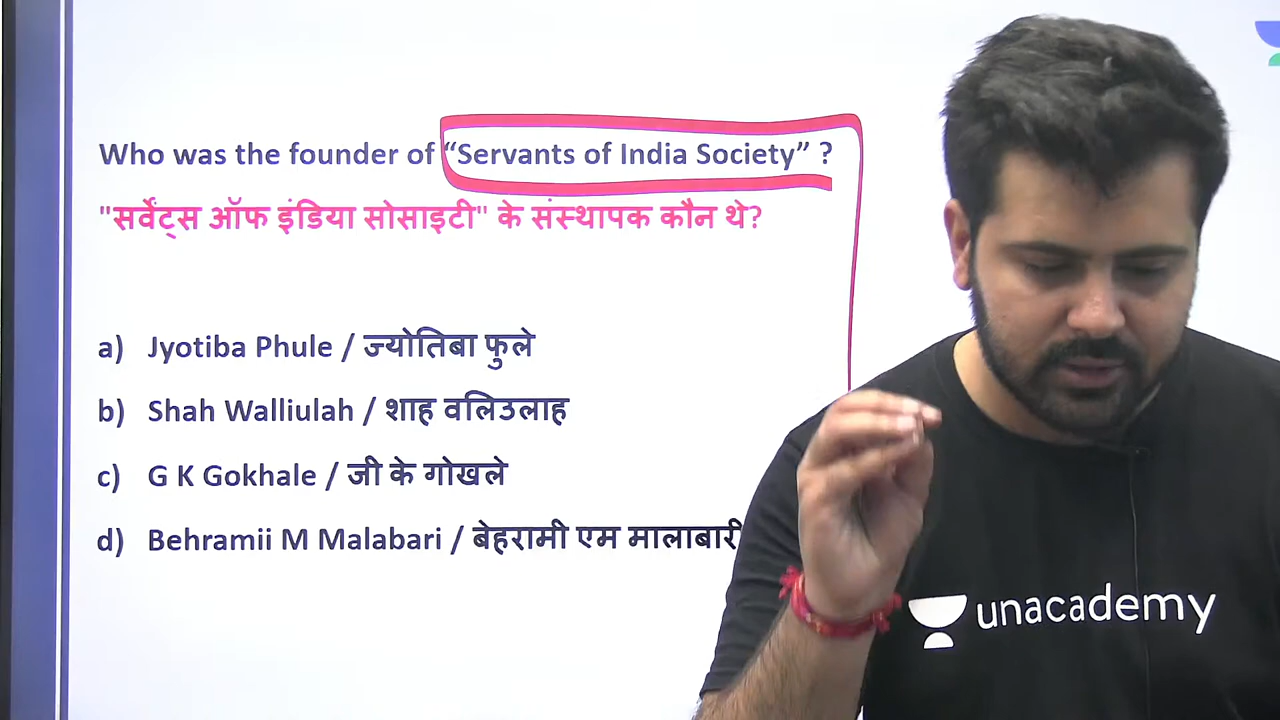 Who was the founder of “Servants of India Society” ?
"सर्वेंट्स ऑफ इंडिया सोसाइटी" के संस्थापक कौन थे?
a) Jyotiba Phule / ज्योतिबा फुले
b) Shah Walliulah / शाह वलिउलाह
c) G K Gokhale / जी के गोखले
d) Behramii M Malabari / बेहरामी एम मालाबारी
unacademy